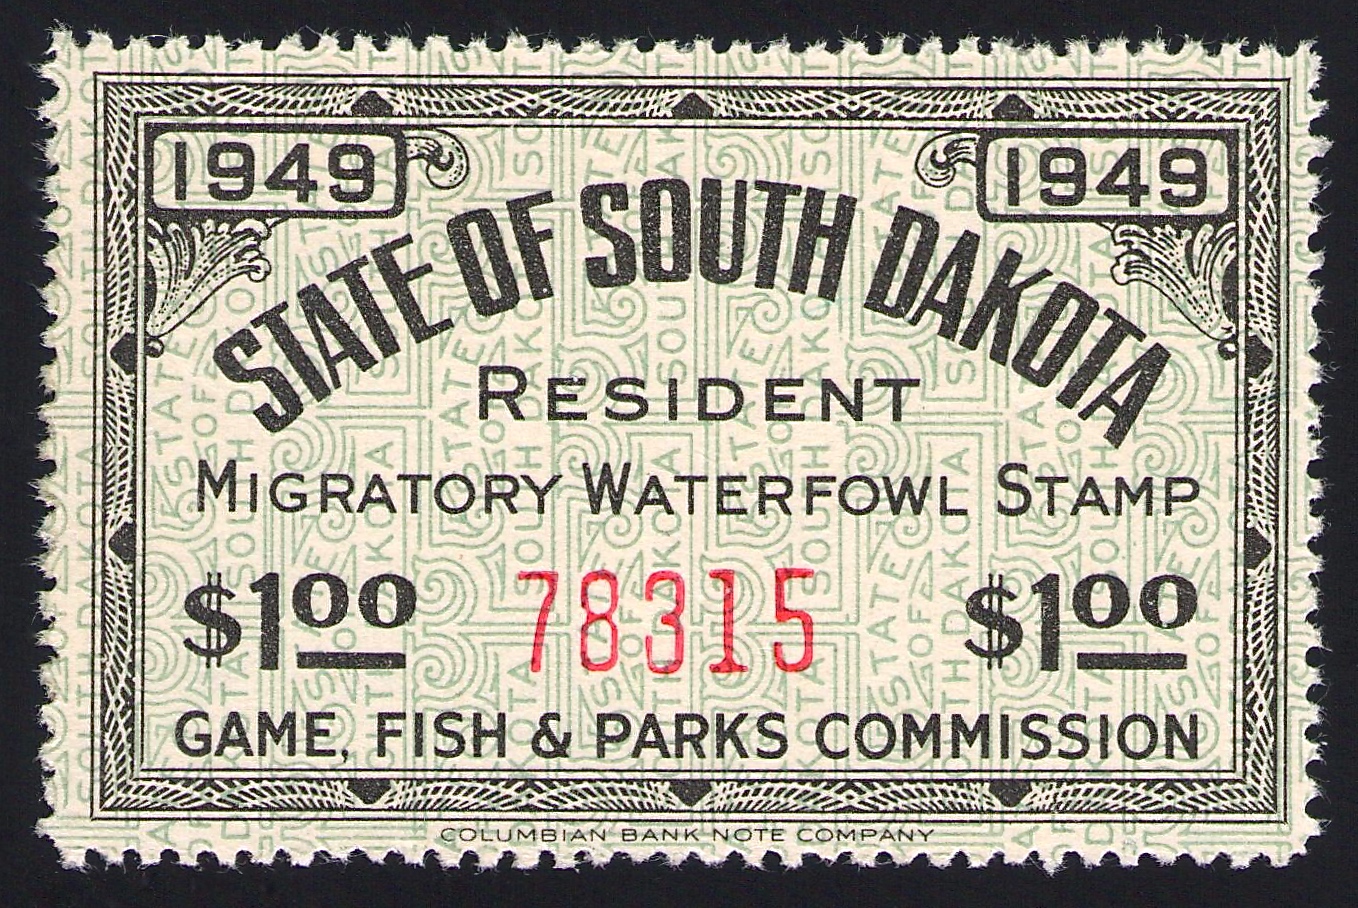 1949 1949
STATE OF SOUTH DAKOTA
RESIDENT
MIGRATORY WATERFOWL STAMP
$1.00 78315 $1.00
GAME, FISH & PARKS COMMISSION
COLUMBIAN BANK NOTE COMPANY